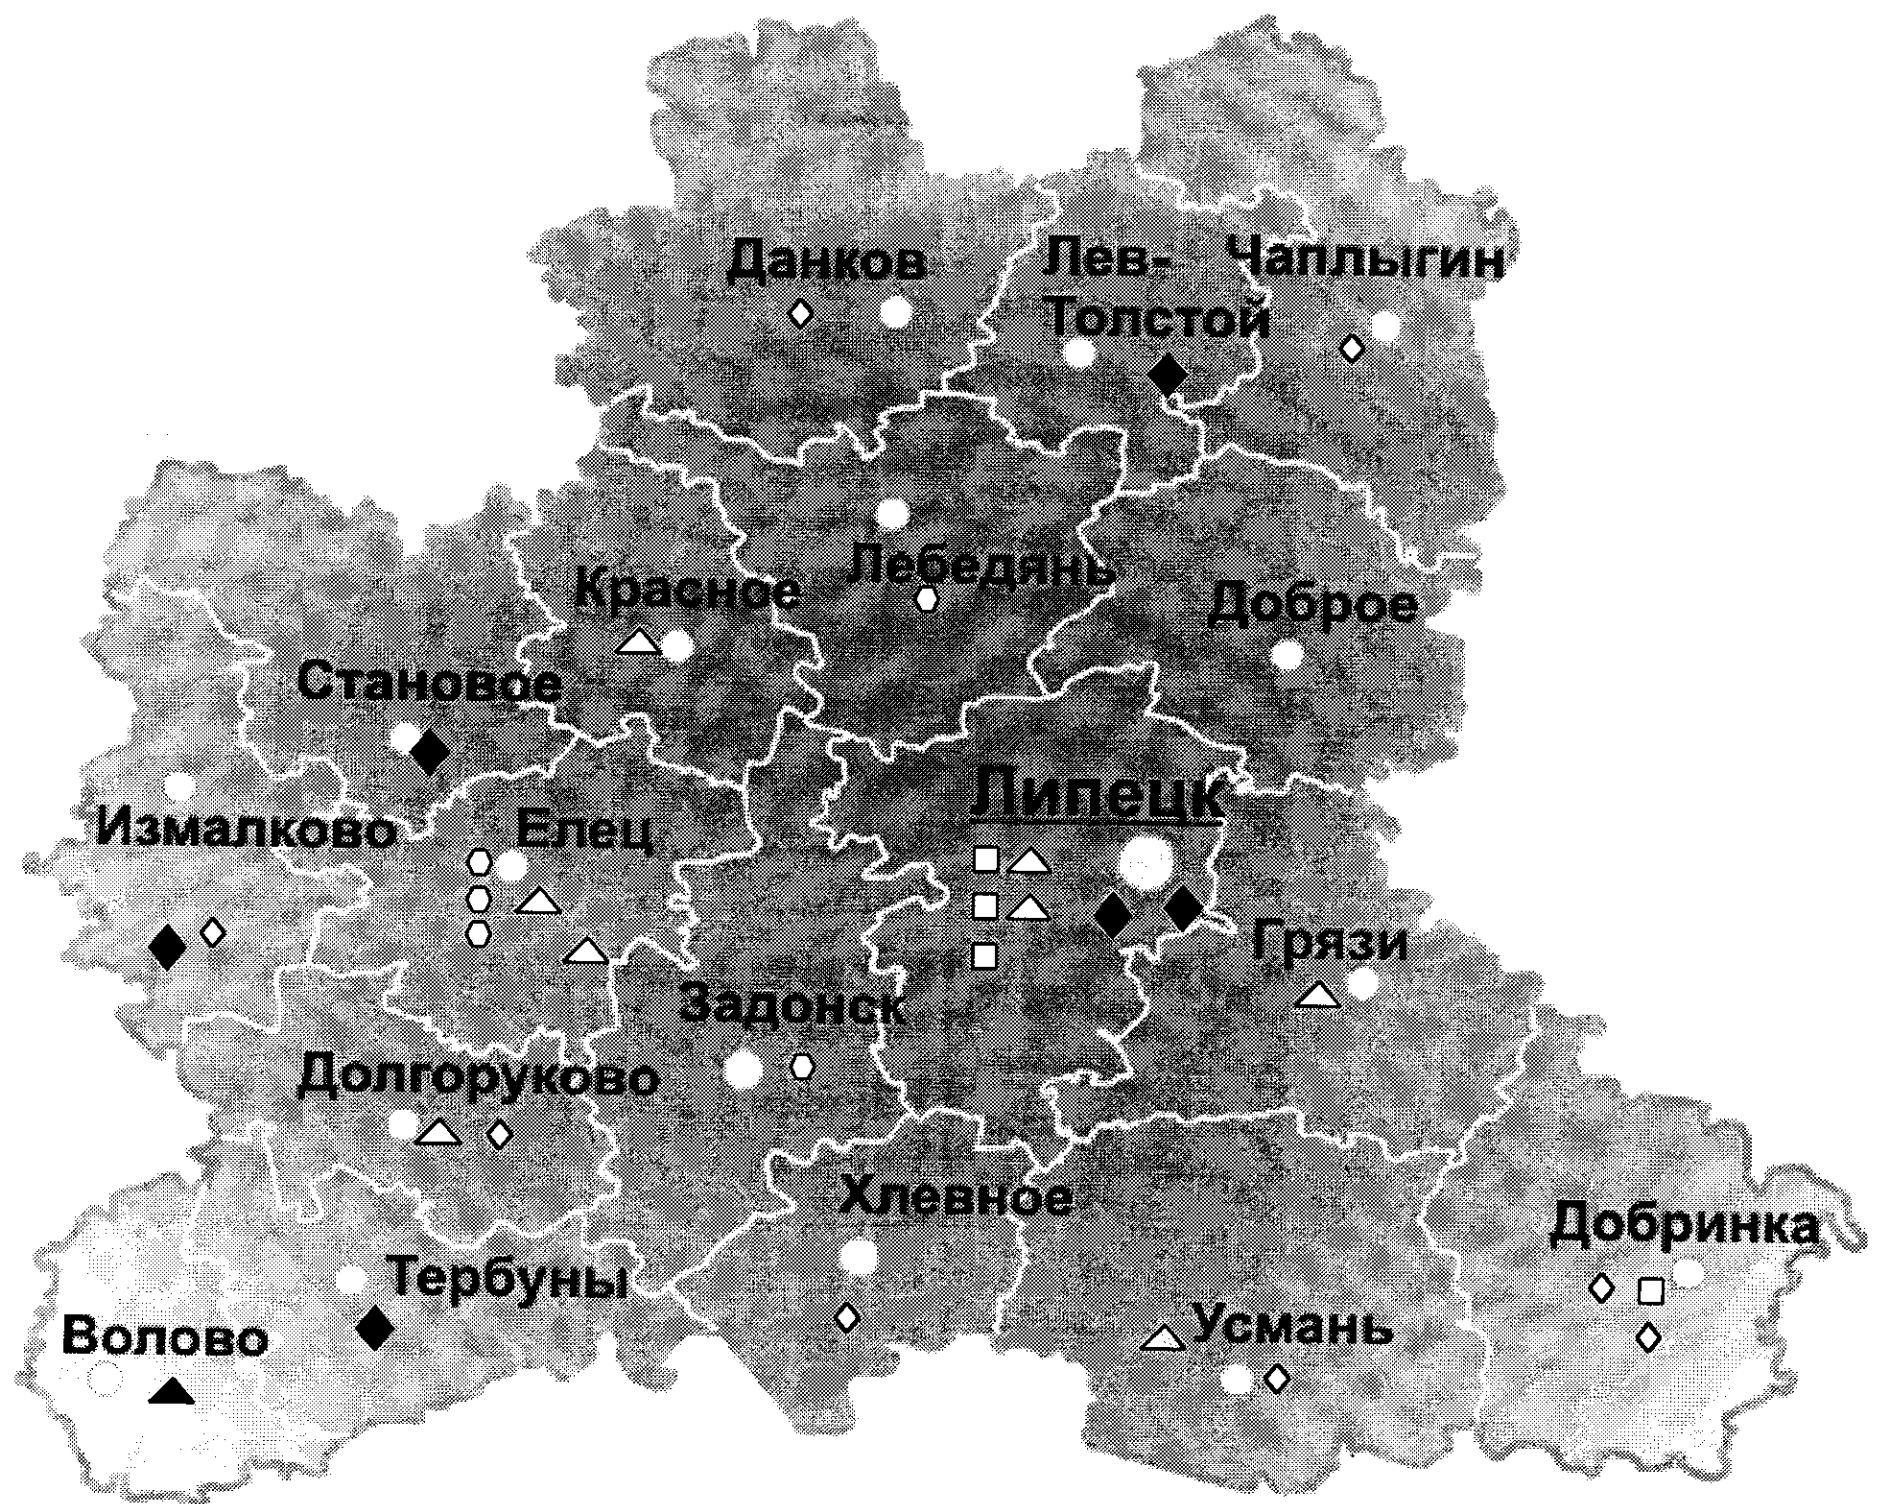 Данков
Лев-
Толстой
Чаплыгин
Лебедянь
Красное
Доброе
Становое
Липецк
Измалково
Елец
Грязи
Задонск
Долгоруково
Хлевное
Добринка
Тербуны
Усмань
Волово